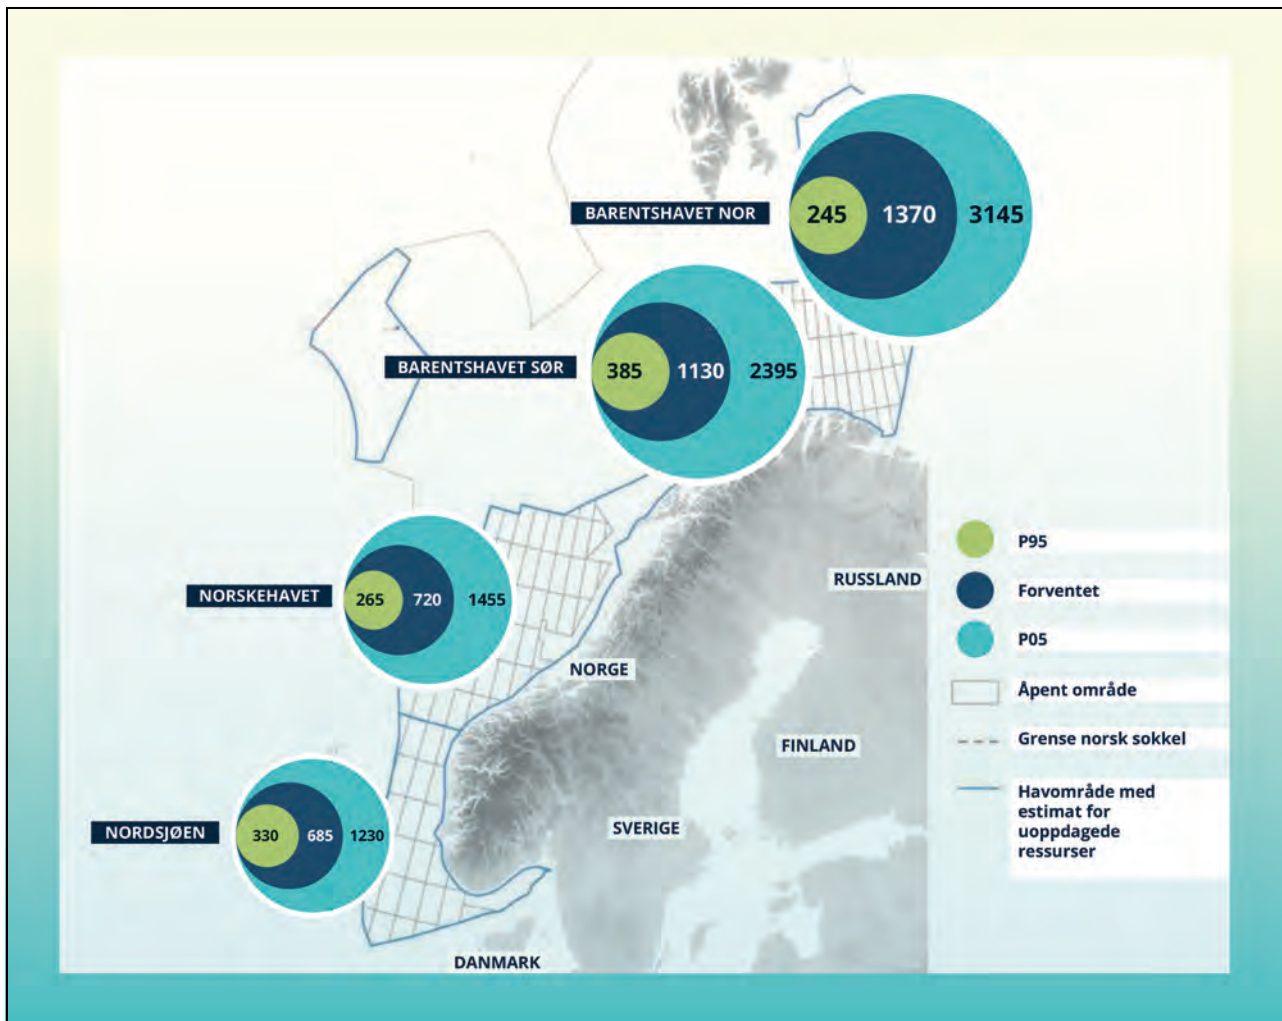 BARENTSHAVET NOR
245 1370 3145
BARENTSHAVET SØR
385 1130 2395
NORSKEHAVET
265 720 1455
NORDSJØEN
330 685 1230
NORGE
RUSSLAND
FINLAND
SVERIGE
DANMARK
P95
Forventet
P05
Åpent område
Grense norsk sokkel
Havområde med
estimat for
uoppdagede
ressurser